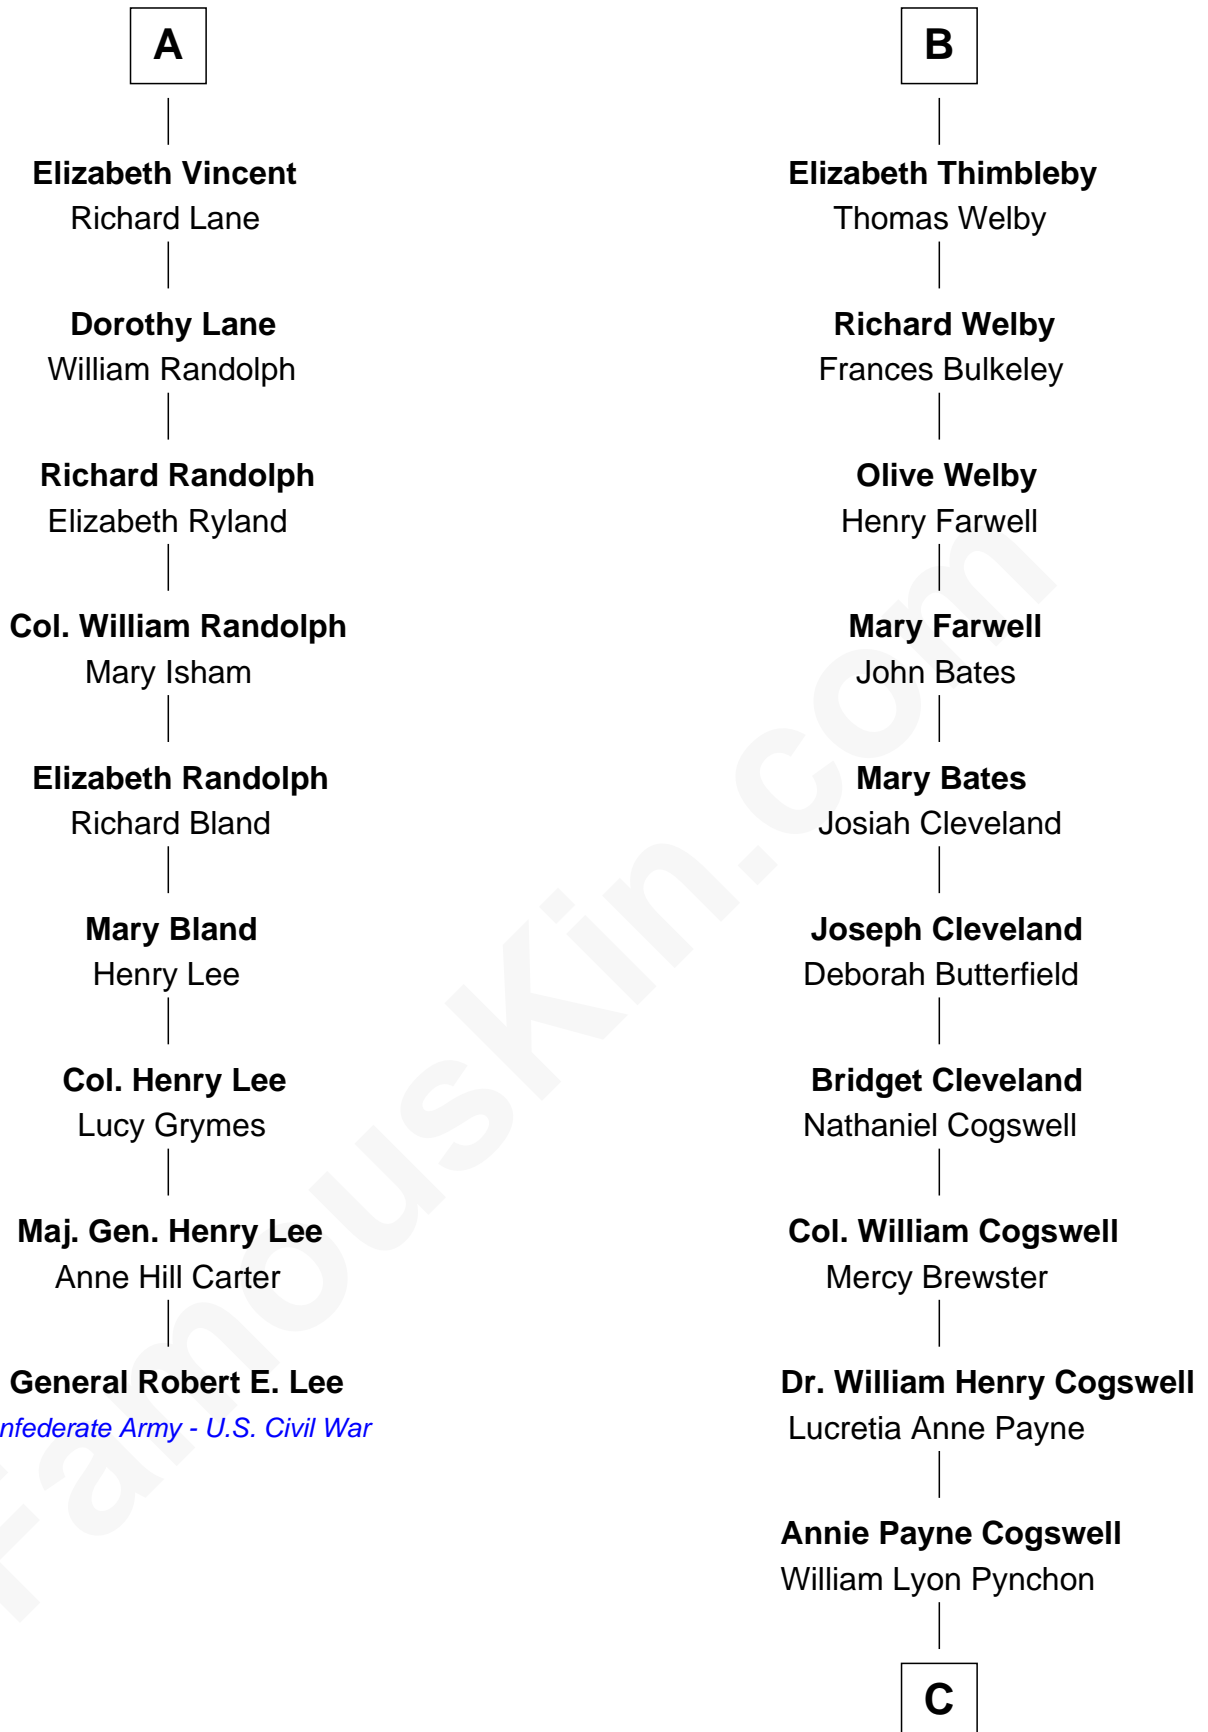 A
Elizabeth Vincent
Richard Lane
Dorothy Lane
William Randolph
Richard Randolph
Elizabeth Ryland
Col. William Randolph
Mary Isham
Elizabeth Randolph
Richard Bland
Mary Bland
Henry Lee
Col. Henry Lee
Lucy Grymes
Maj. Gen. Henry Lee
Anne Hill Carter
General Robert E. Lee
nfederate Army - U.S. Civil War
B
Elizabeth Thimbleby
Thomas Welby
Richard Welby
Frances Bulkeley
Olive Welby
Henry Farwell
Mary Farwell
John Bates
Mary Bates
Josiah Cleveland
Joseph Cleveland
Deborah Butterfield
Bridget Cleveland
Nathaniel Cogswell
Col. William Cogswell
Mercy Brewster
Dr. William Henry Cogswell
Lucretia Anne Payne
Annie Payne Cogswell
William Lyon Pynchon
C
FamousKin.com